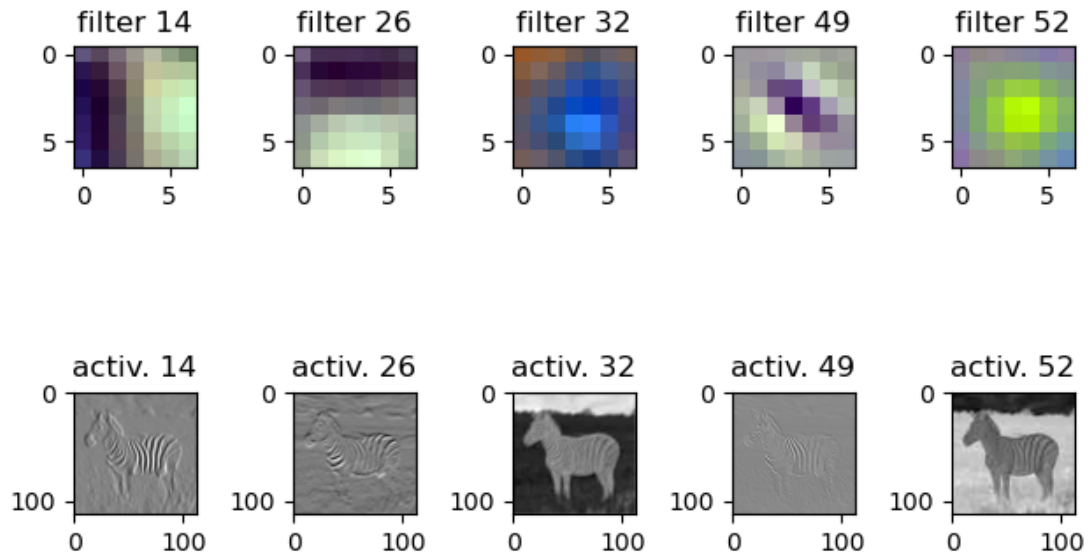 filter 14 filter 26 filter 32 filter 49 filter 52
0 0 0 0 0
5 5 5 5 5
0 5 0 5 0 5 0 5 0 5
activ. 14 activ. 26 activ. 32 activ. 49 activ. 52
0 0 0 0 0
100 100 100 100 100
0 100 0 100 0 100 0 100 0 100